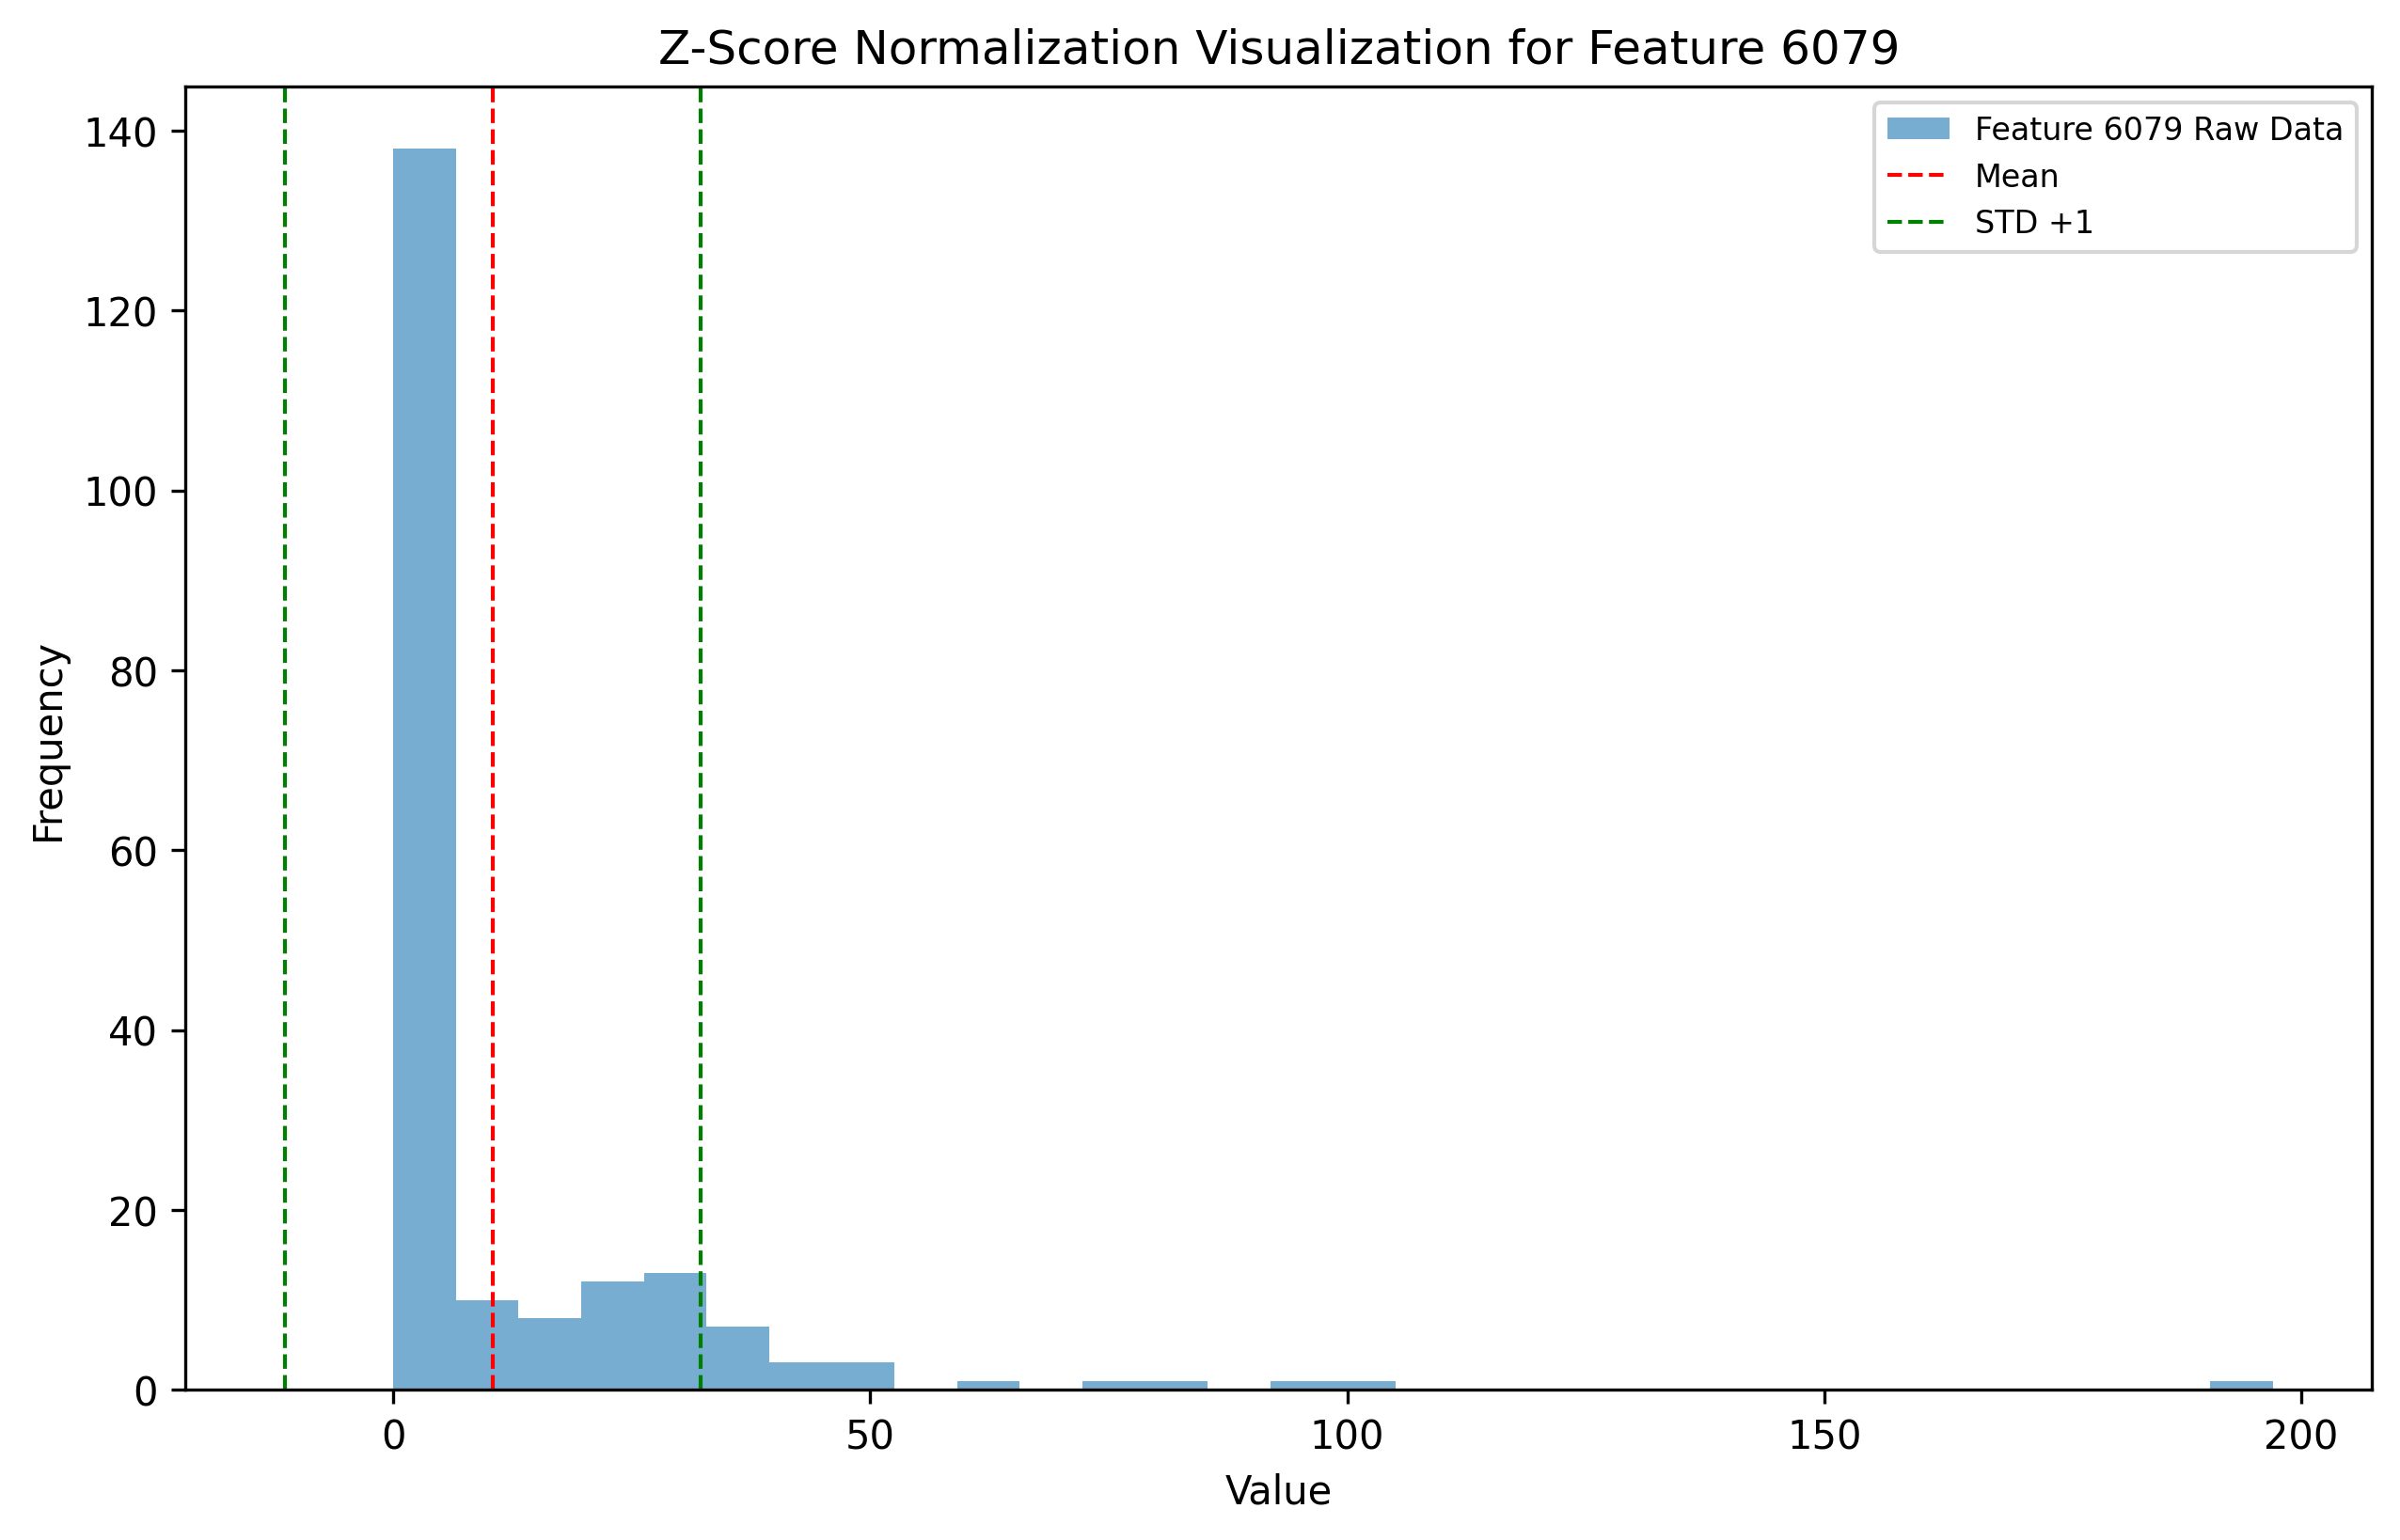 Z-Score Normalization Visualization for Feature 6079
Feature 6079 Raw Data
Mean
STD +1
140
120
100
80
60
40
20
0
Frequency
0 50 100 150 200
Value